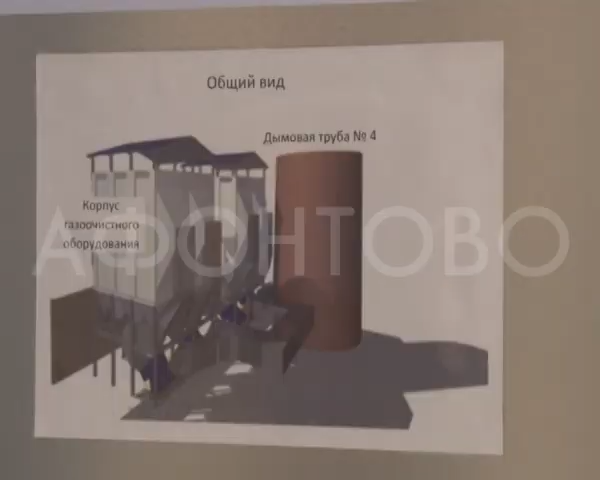 Общий вид
Дымовая труба № 4
Корпус
газоочистного
оборудования
АФОНТОВО